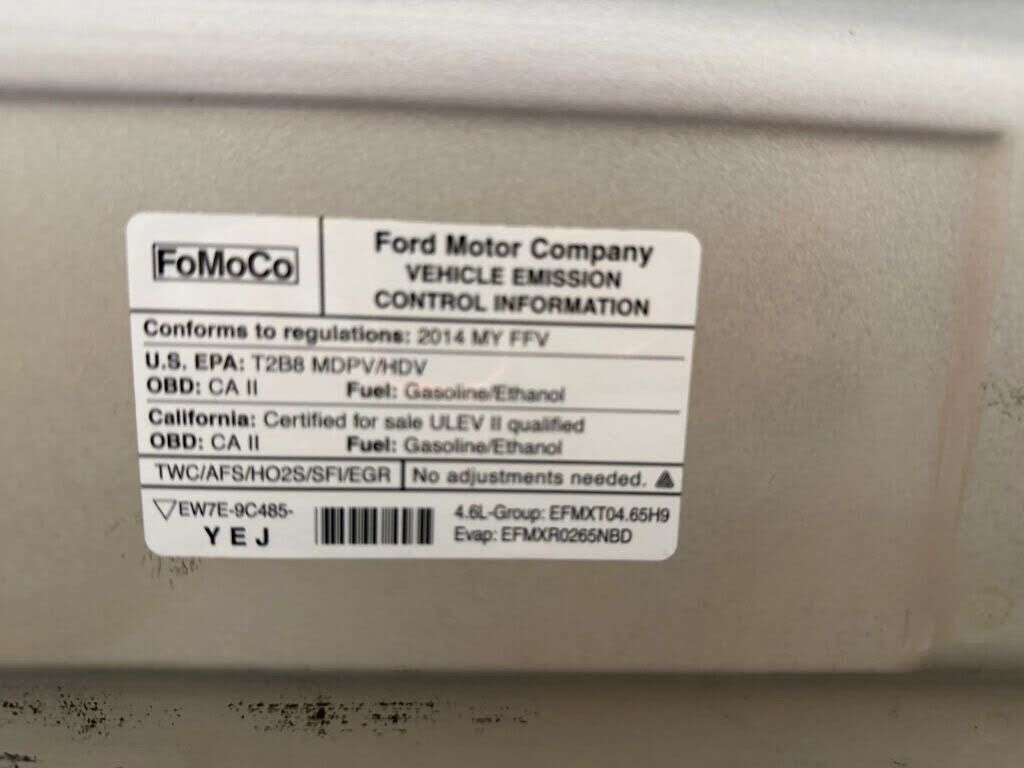 FoMoCo
Ford Motor Company
VEHICLE EMISSION
CONTROL INFORMATION
Conforms to regulations: 2014 MY FFV
U.S. EPA: T2B8 MDPV/HDV
OBD: CA II Fuel: Gasoline/Ethanol
California: Certified for sale ULEV II qualified
OBD: CA II Fuel: Gasoline/Ethanol
TWC/AFS/HO2S/SFI/EGR No adjustments needed.
EW7E-9C485-
YEJ
4.6L-Group: EFMXT04.65H9
Evap: EFMXR0265NBD